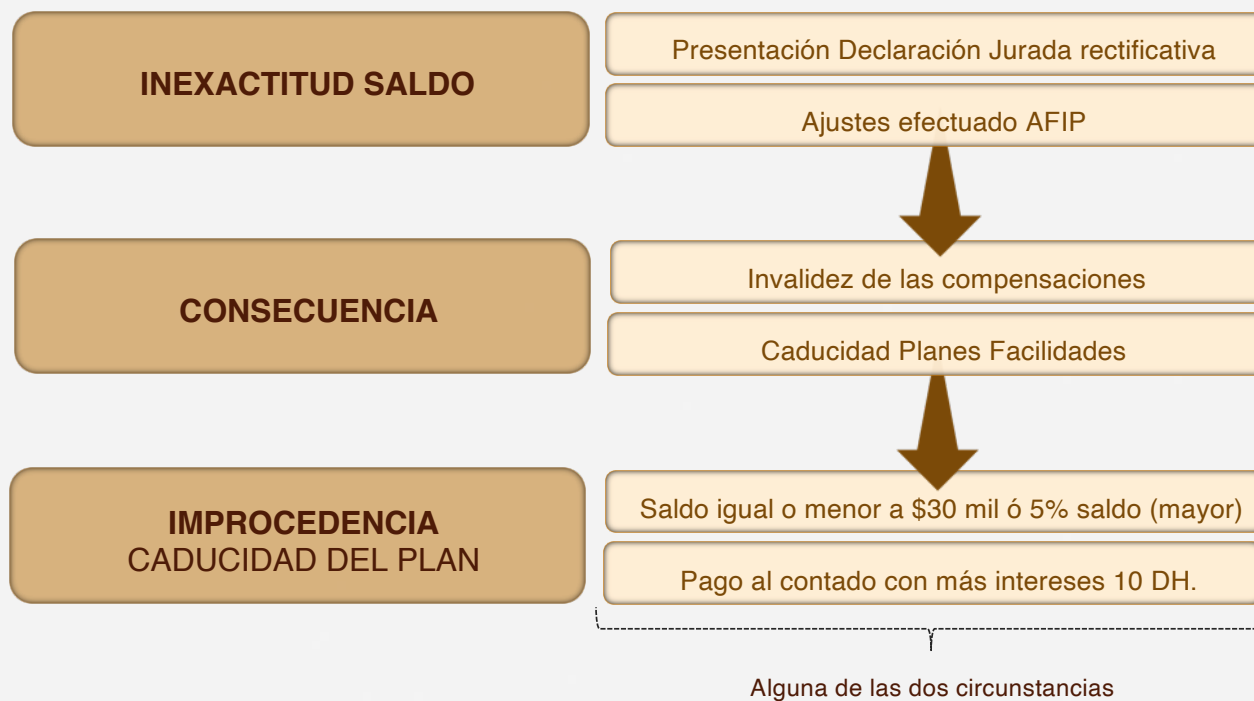 INEXACTITUD SALDO
Presentación Declaración Jurada rectificativa
Ajustes efectuado AFIP
CONSECUENCIA
Invalidez de las compensaciones
Caducidad Planes Facilidades
IMPROCEDENCIA
CADUCIDAD DEL PLAN
Saldo igual o menor a $30 mil ó 5% saldo (mayor)
Pago al contado con más intereses 10 DH.
Alguna de las dos circunstancias